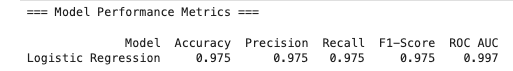 === Model Performance Metrics ===
Model Accuracy Precision Recall F1-Score ROC AUC
Logistic Regression 0.975 0.975 0.975 0.975 0.997